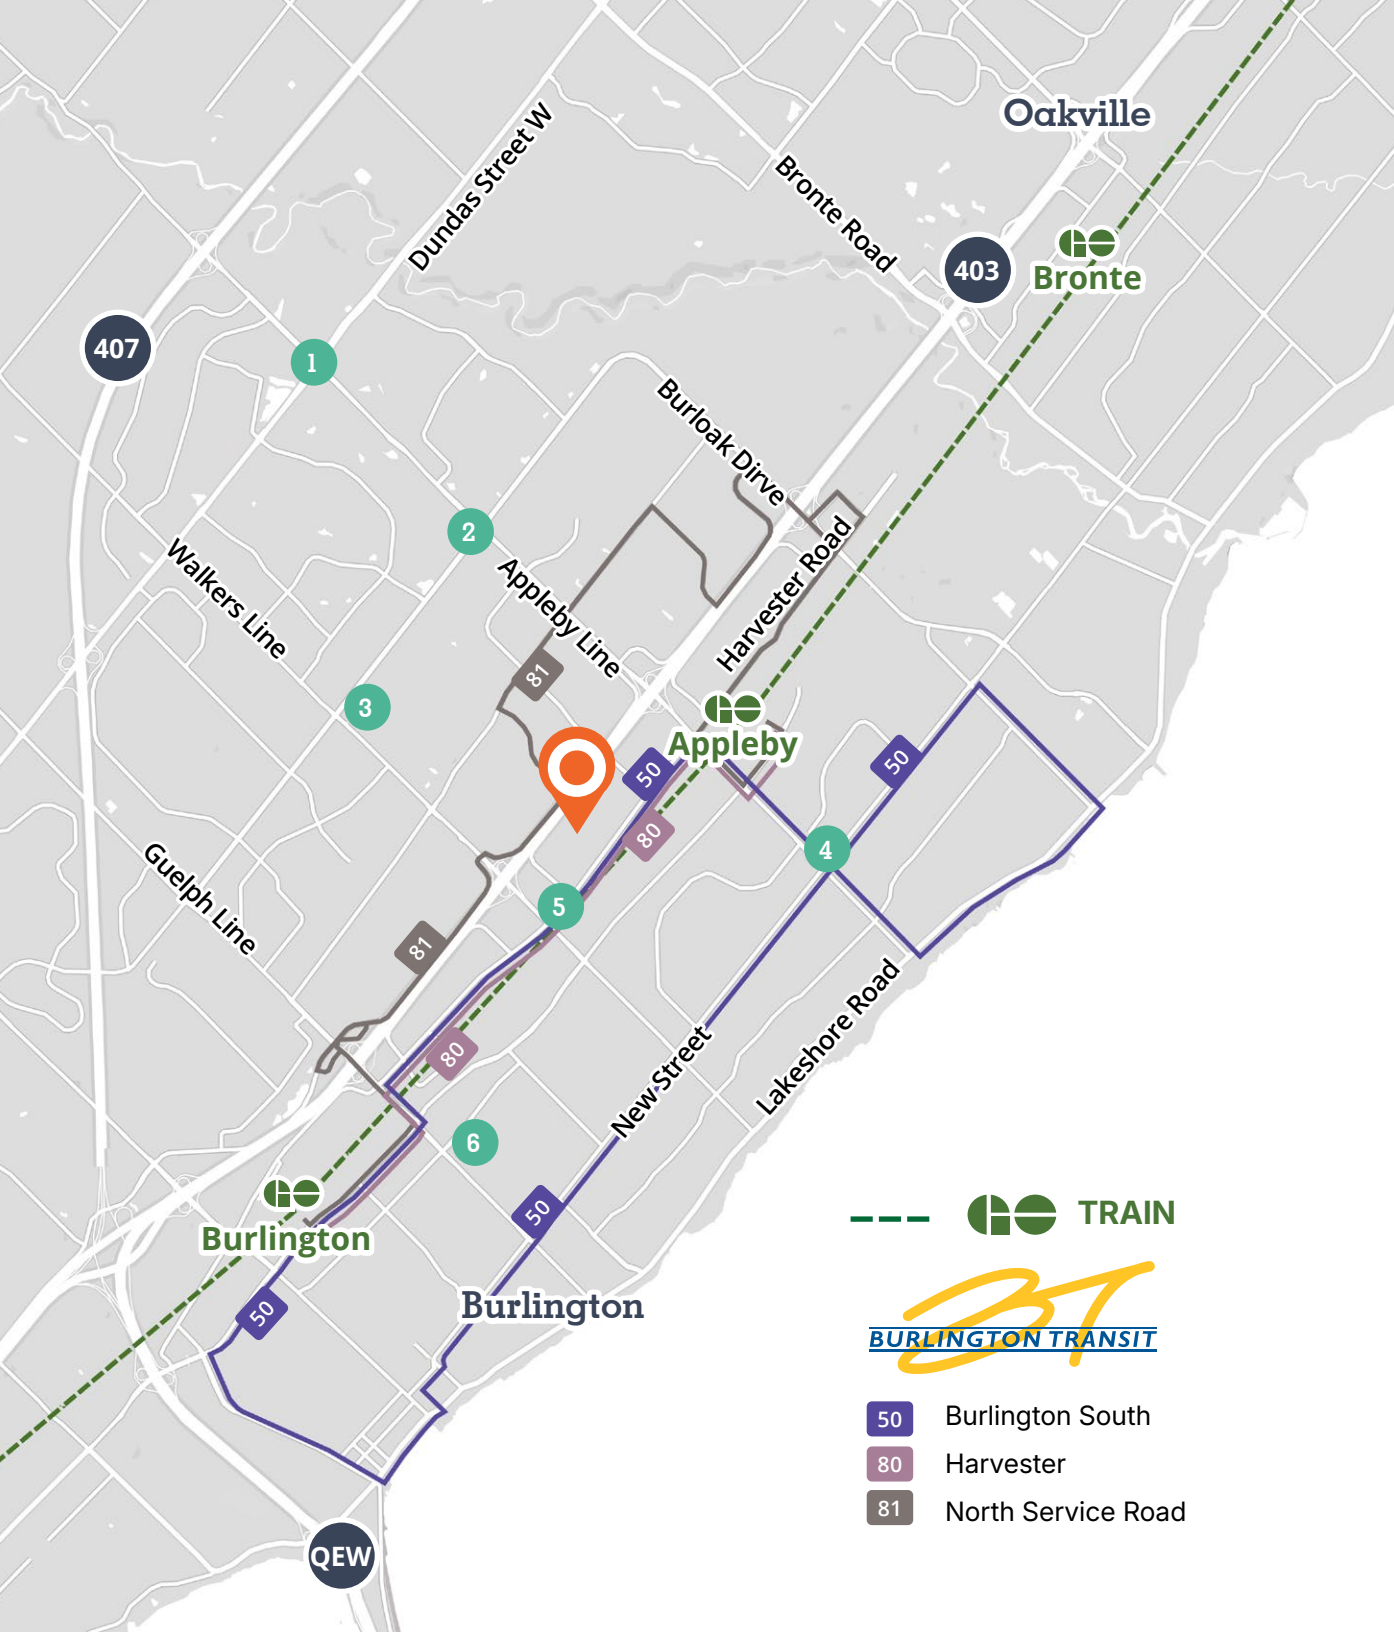 Oakville
Dundas Street W
Bronte Road
403
Bronte
407
1
Burloak Dirve
2
Harvester Road
Walkers Line
Appleby Line
81
3
Appleby
50
50
80
4
Guelph Line
5
81
Lakeshore Road
80
New Street
6
50
Burlington
TRAIN
50
Burlington
BURLINGTON TRANSIT
50 Burlington South
80 Harvester
81 North Service Road
QEW